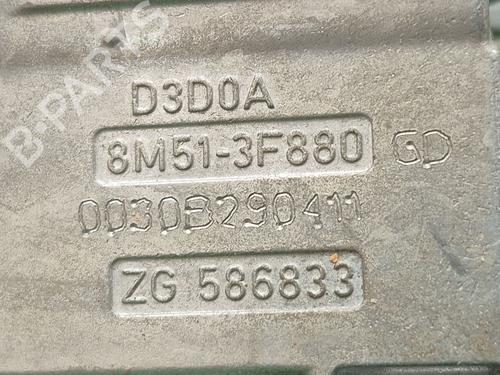 D3D0A
8M51-3F880 GD
0030B290411
ZG 586833
B-PARTS